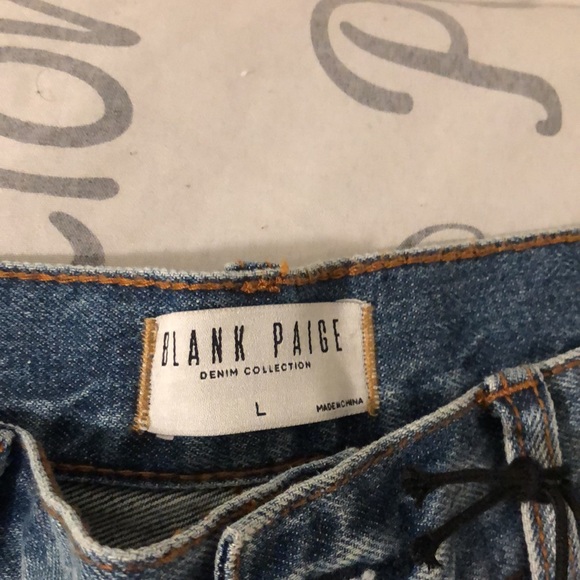 BLANK PAIGE
DENIM COLLECTION
L
MADE IN CHINA